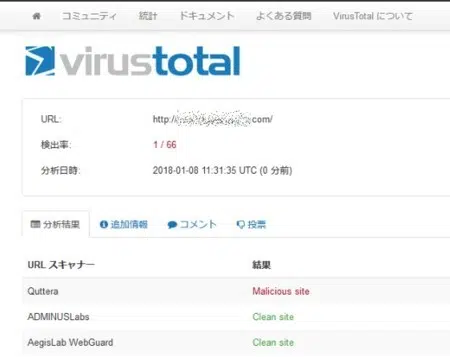 コミュニティ 統計 ドキュメント よくある質問 VirusTotal について
virustotal
URL: http:// .com/
検出率: 1 / 66
分析日時: 2018-01-08 11:31:35 UTC (0 分前)
分析結果 追加情報 コメント 投票
URL スキャナー 結果
Quttera Malicious site
ADMINUSLabs Clean site
AegisLab WebGuard Clean site